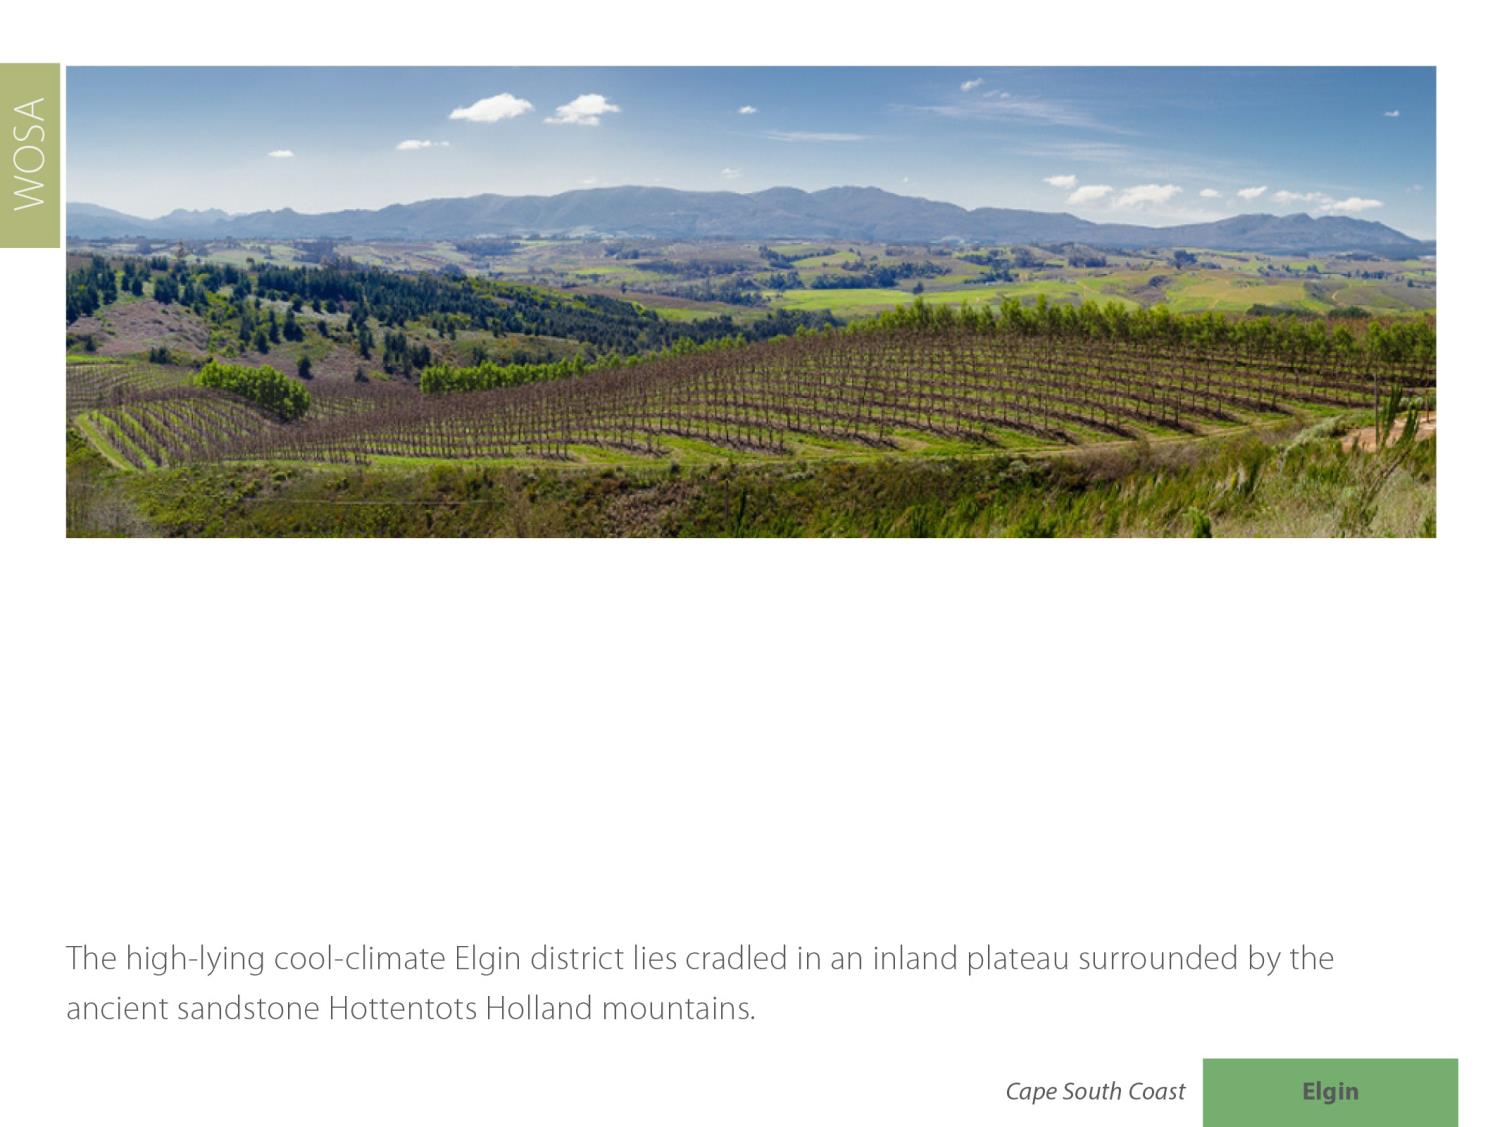 WOSA
The high-lying cool-climate Elgin district lies cradled in an inland plateau surrounded by the
ancient sandstone Hottentots Holland mountains.
Cape South Coast
Elgin